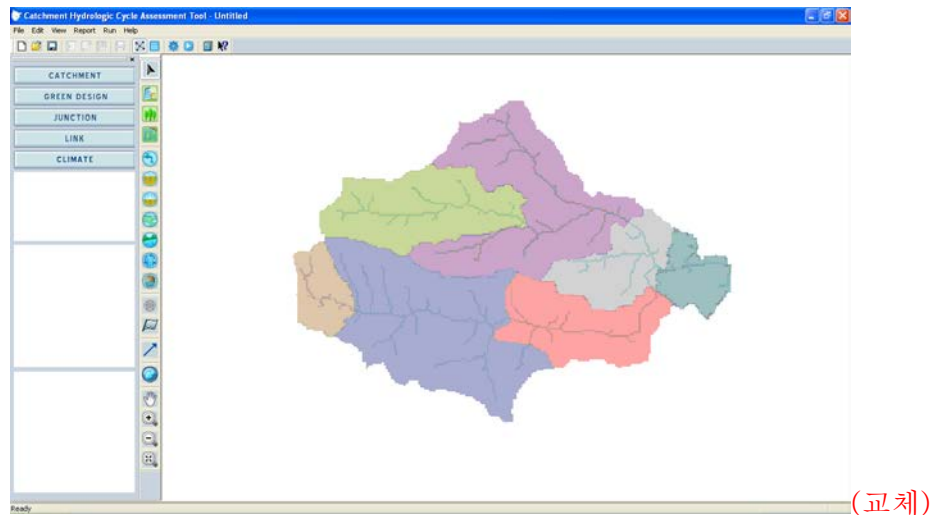 Catchment Hydrologic Cycle Assessment Tool - Untitled
File Edit View Report Run Help
CATCHMENT
GREEN DESIGN
JUNCTION
LINK
CLIMATE
Ready
(교체)